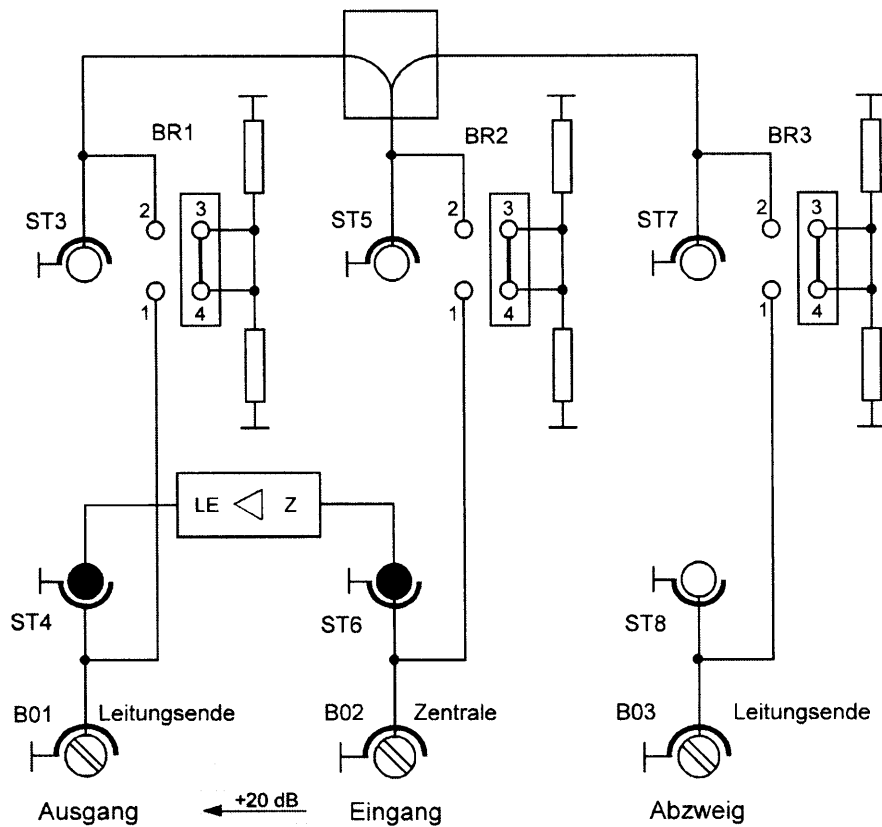 BR1 BR2 BR3
ST3 2 3 ST5 2 3 ST7 2 3
1 4 1 4 1 4
LE Z
ST4 ST6 ST8
B01 Leitungsende B02 Zentrale B03 Leitungsende
Ausgang +20 dB Eingang Abzweig